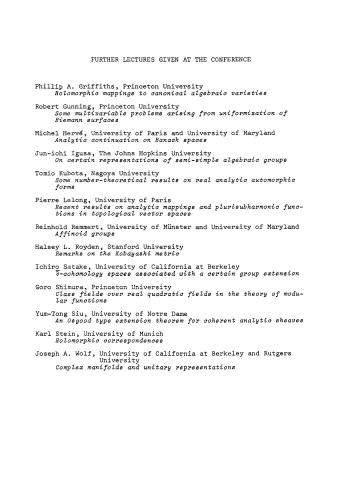 FURTHER LECTURES GIVEN AT THE CONFERENCE
Phillip A. Griffiths, Princeton University
Holomorphic mappings to canonical algebraic varieties
Robert Gunning, Princeton University
Some multivariable problems arising from uniformization of
Riemann surfaces
Michel Hervé, University of Paris and University of Maryland
Analytic continuation on Banach spaces
Jun-ichi Igusa, The Johns Hopkins University
On certain representations of semi-simple algebraic groups
Tomio Kubota, Nagoya University
Some number-theoretical results on real analytic automorphic
forms
Pierre Lelong, University of Paris
Recent results on analytic mappings and plurisubharmonic func-
tions in topological vector spaces
Reinhold Remmert, University of Münster and University of Maryland
Affinoid groups
Halsey L. Royden, Stanford University
Remarks on the Kobayashi metric
Ichiro Satake, University of California at Berkeley
∂̄-cohomology spaces associated with a certain group extension
Goro Shimura, Princeton University
Class fields over real quadratic fields in the theory of modu-
lar functions
Yum-Tong Siu, University of Notre Dame
An Osgood type extension theorem for coherent analytic sheaves
Karl Stein, University of Munich
Holomorphic correspondences
Joseph A. Wolf, University of California at Berkeley and Rutgers
University
Complex manifolds and unitary representations